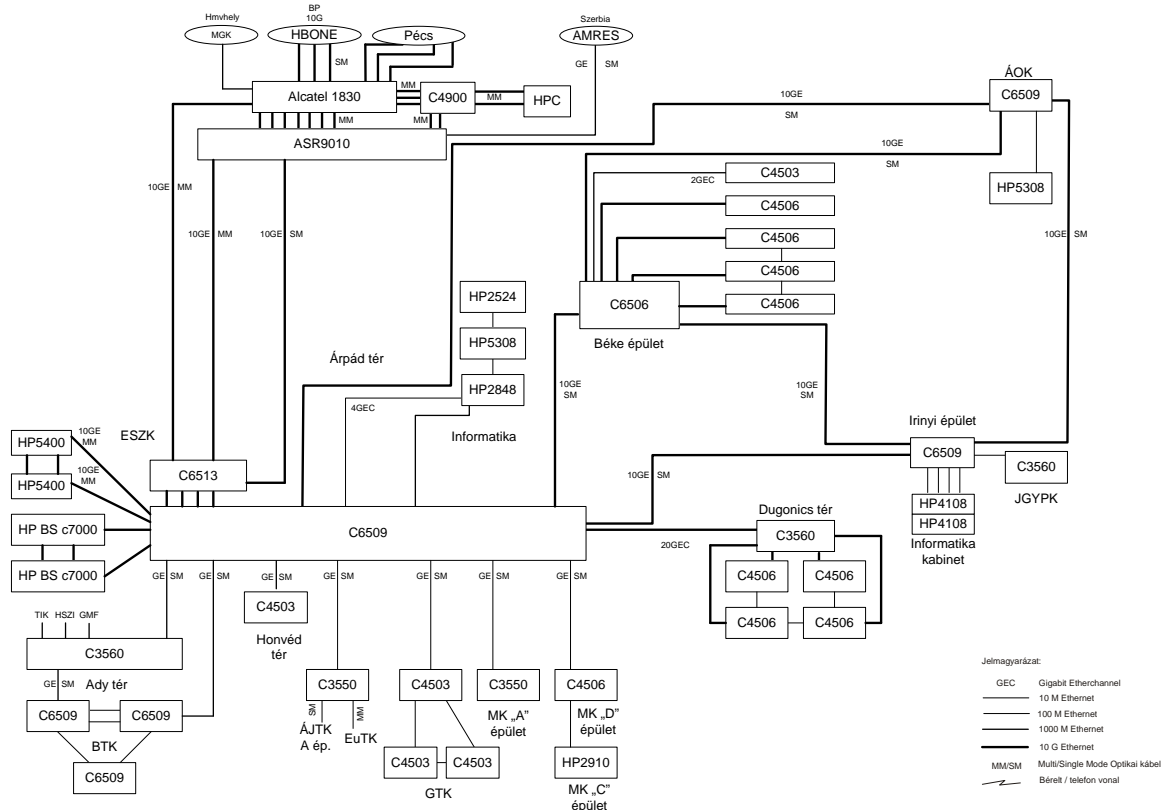 Hmvhely
MGK
BP
10G
HBONE
SM
Pécs
Szerbia
AMRES
GE SM
Alcatel 1830
MM
C4900
MM
HPC
MM
MM
ASR9010
10GE MM
10GE MM
10GE SM
ÁOK
C6509
10GE
SM
10GE
SM
HP5308
10GE SM
2GEC
C4503
C4506
C4506
C4506
C4506
C6506
Béke épület
HP2524
HP5308
HP2848
Árpád tér
4GEC
Informatika
10GE
SM
10GE
SM
Irinyi épület
C6509
C3560
JGYPK
HP4108
HP4108
Informatika
kabinet
ESZK
HP5400
10GE
MM
HP5400
10GE
MM
C6513
10GE SM
HP BS c7000
HP BS c7000
C6509
20GEC
Dugonics tér
C3560
C4506
C4506
C4506
C4506
GE SM
GE SM
GE SM
GE SM
GE SM
GE SM
GE SM
TIK HSZI GMF
C3560
Ady tér
GE SM
C6509
C6509
BTK
C6509
C4503
Honvéd
tér
C3550
SM
MM
ÁJTK
A ép.
EuTK
C4503
C4503
C4503
GTK
C3550
MK „A”
épület
C4506
MK „D”
épület
HP2910
MK „C”
épület
Jelmagyarázat:
GEC Gigabit Etherchannel
10 M Ethernet
100 M Ethernet
1000 M Ethernet
10 G Ethernet
MM/SM Multi/Single Mode Optikai kábel
Bérelt / telefon vonal